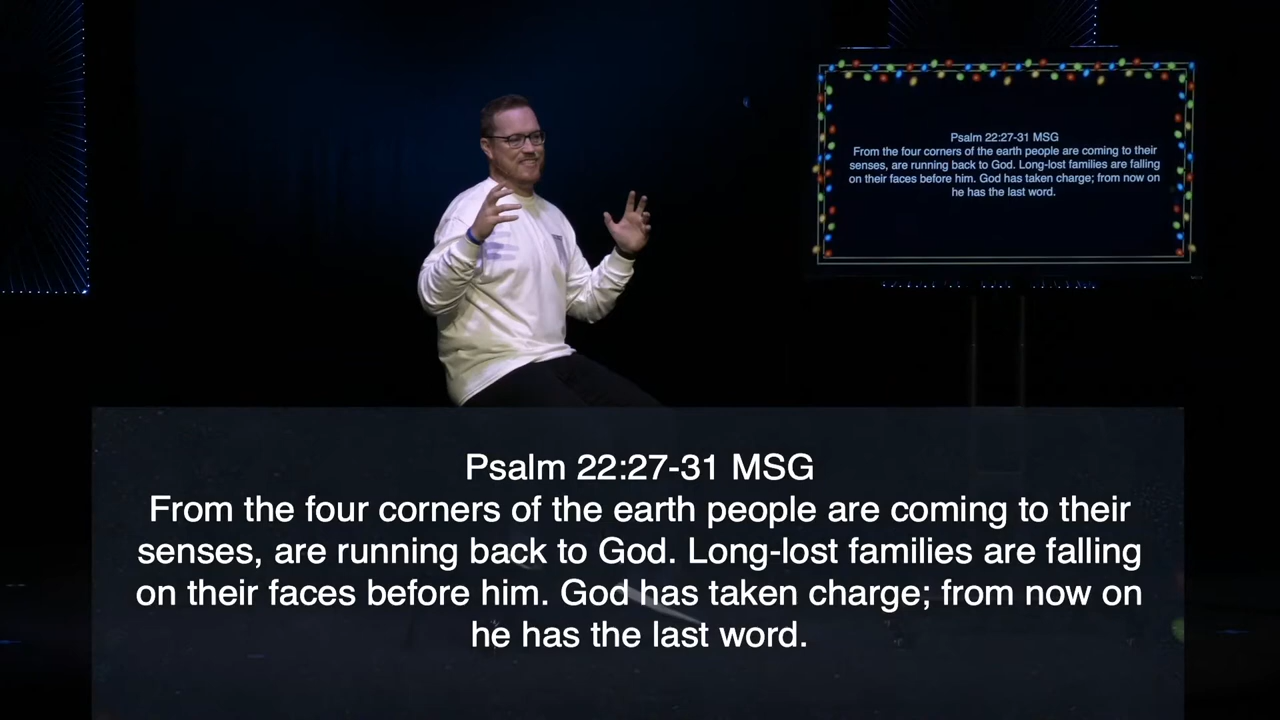 Psalm 22:27-31 MSG
From the four corners of the earth people are coming to their
senses, are running back to God. Long-lost families are falling
on their faces before him. God has taken charge; from now on
he has the last word.
Psalm 22:27-31 MSG
From the four corners of the earth people are coming to their
senses, are running back to God. Long-lost families are falling
on their faces before him. God has taken charge; from now on
he has the last word.